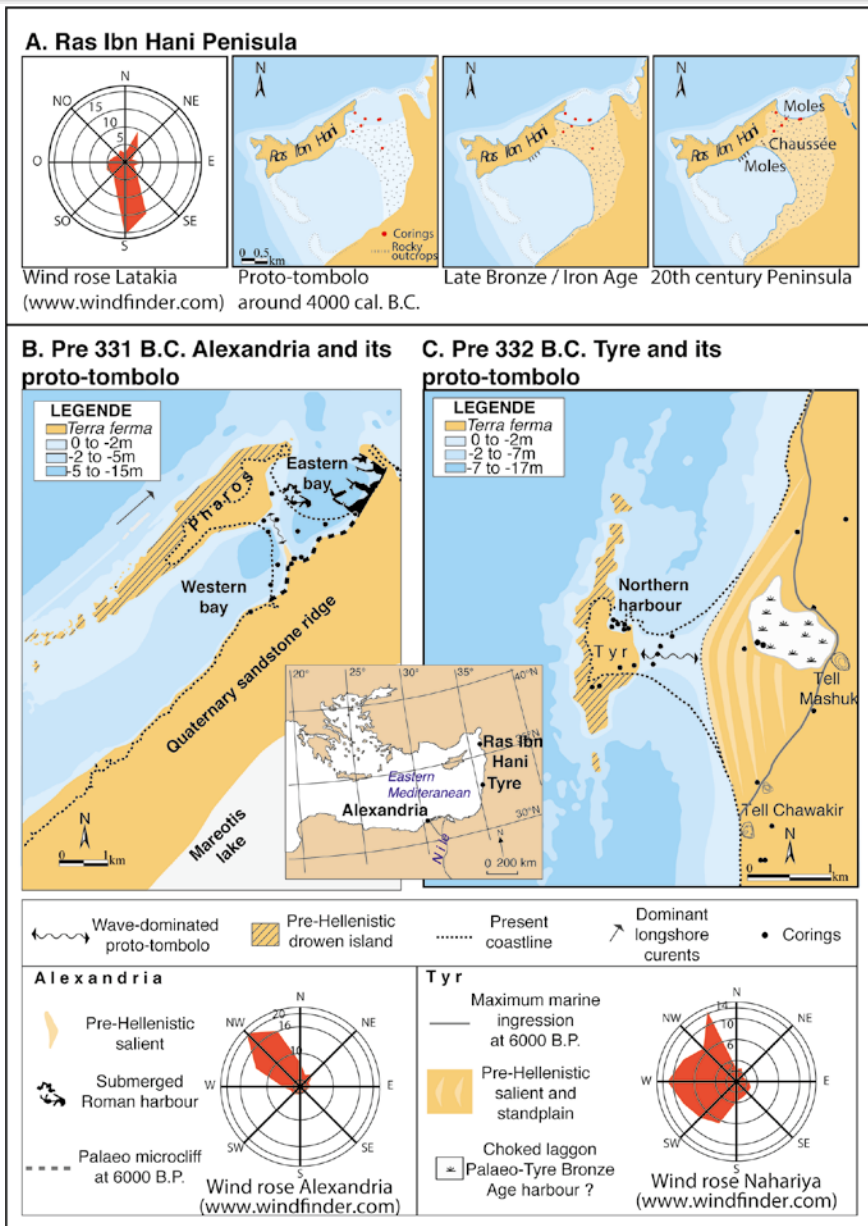 A. Ras Ibn Hani Penisula
N
NO
NE
15
10
5
O
E
SO
SE
S
Wind rose Latakia
(www.windfinder.com)
N
Ras Ibn Hani
Corings
Rocky
outcrops
0 0,5
km
Proto-tombolo
around 4000 cal. B.C.
N
Ras Ibn Hani
Late Bronze / Iron Age
N
Moles
Ras Ibn Hani
Chaussée
Moles
20th century Peninsula
B. Pre 331 B.C. Alexandria and its
proto-tombolo
LEGENDE
Terra ferma
0 to -2m
-2 to -5m
-5 to -15m
Eastern
bay
Pharos
Western
bay
Quaternary sandstone ridge
Mareotis
lake
N
0 1
km
C. Pre 332 B.C. Tyre and its
proto-tombolo
LEGENDE
Terra ferma
0 to -2m
-2 to -7m
-7 to -17m
Northern
harbour
Tyr
Tell
Mashuk
Tell Chawakir
N
0 1
km
20° 25° 30° 35° 40°N
35°N
Ras Ibn
Hani
Tyre
Eastern
Mediteranean
Alexandria
30°N
Nile
N
0 200 km
Wave-dominated
proto-tombolo
Pre-Hellenistic
drowen island
Present
coastline
Dominant
longshore
curents
Corings
Alexandria
Pre-Hellenistic
salient
Submerged
Roman harbour
Palaeo microcliff
at 6000 B.P.
N
20
16
10
NW
NE
W
E
SW
SE
S
Wind rose Alexandria
(www.windfinder.com)
Tyr
Maximum marine
ingression
at 6000 B.P.
Pre-Hellenistic
salient and
standplain
Choked laggon
Palaeo-Tyre Bronze
Age harbour ?
N
14
10
6
NW
NE
W
E
SW
SE
S
Wind rose Nahariya
(www.windfinder.com)